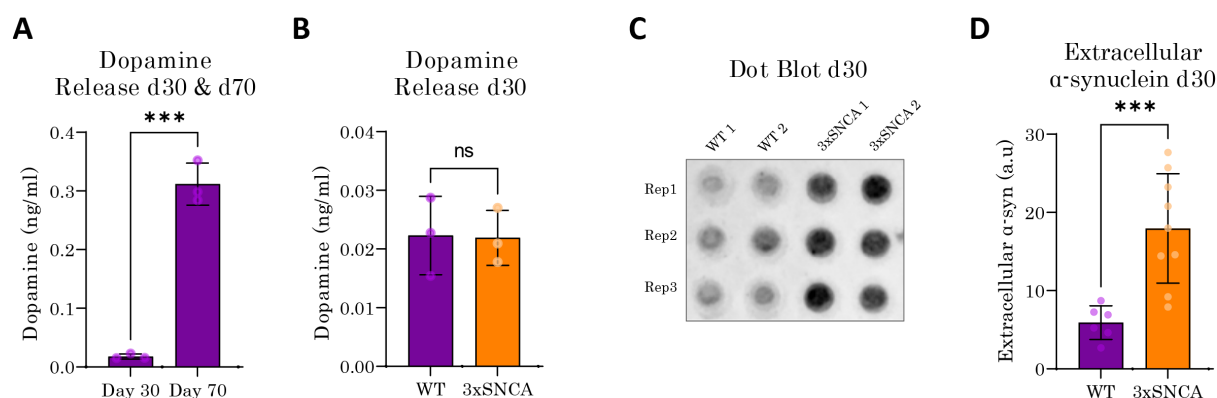 A
Dopamine
Release d30 & d70
***
Dopamine (ng/ml)
0.4
0.3
0.2
0.1
0.0
Day 30 Day 70
B
Dopamine
Release d30
ns
Dopamine (ng/ml)
0.04
0.03
0.02
0.01
0.00
WT 3xSNCA
C
Dot Blot d30
WT 1
WT 2
3xSNCA 1
3xSNCA 2
Rep1
Rep2
Rep3
D
Extracellular
α-synuclein d30
***
Extracellular α-syn (a.u)
30
20
10
0
WT 3xSNCA